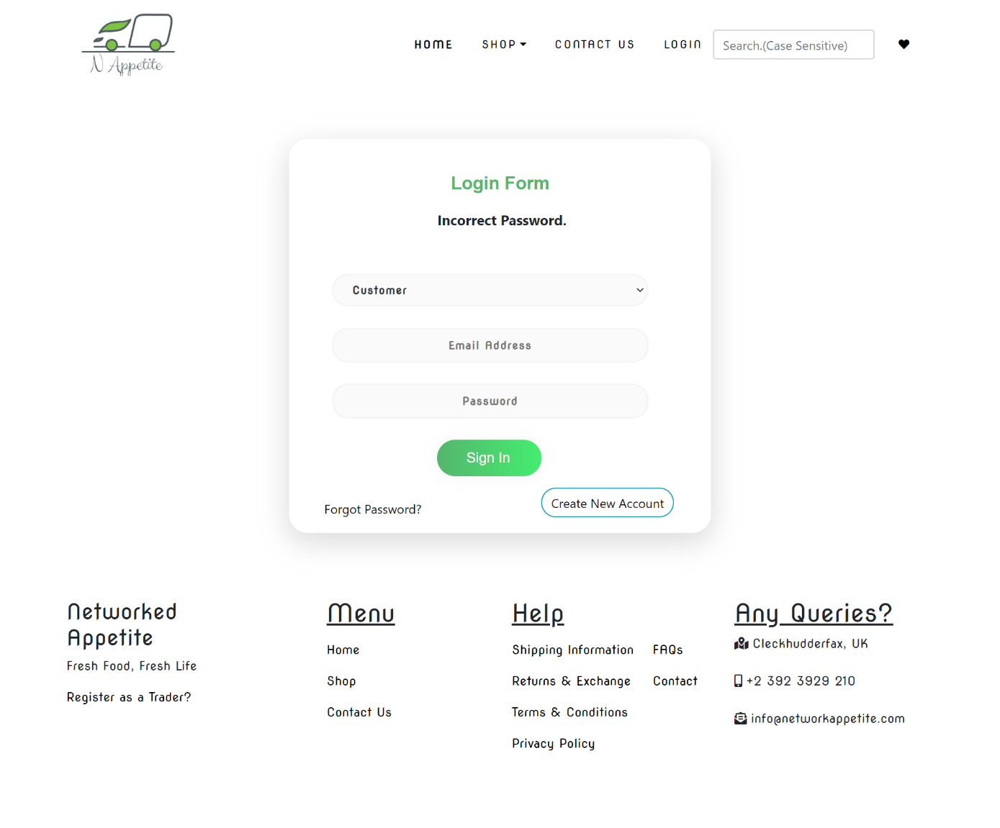 N Appetite
HOME SHOP CONTACT US LOGIN Search.(Case Sensitive)
Login Form
Incorrect Password.
Customer
Email Address
Password
Sign In
Forgot Password?
Create New Account
Networked
Appetite
Fresh Food, Fresh Life
Register as a Trader?
Menu
Home
Shop
Contact Us
Help
Shipping Information
Returns & Exchange
Terms & Conditions
Privacy Policy
FAQs
Contact
Any Queries?
Cleckhudderfax, UK
+2 392 3929 210
info@networkappetite.com